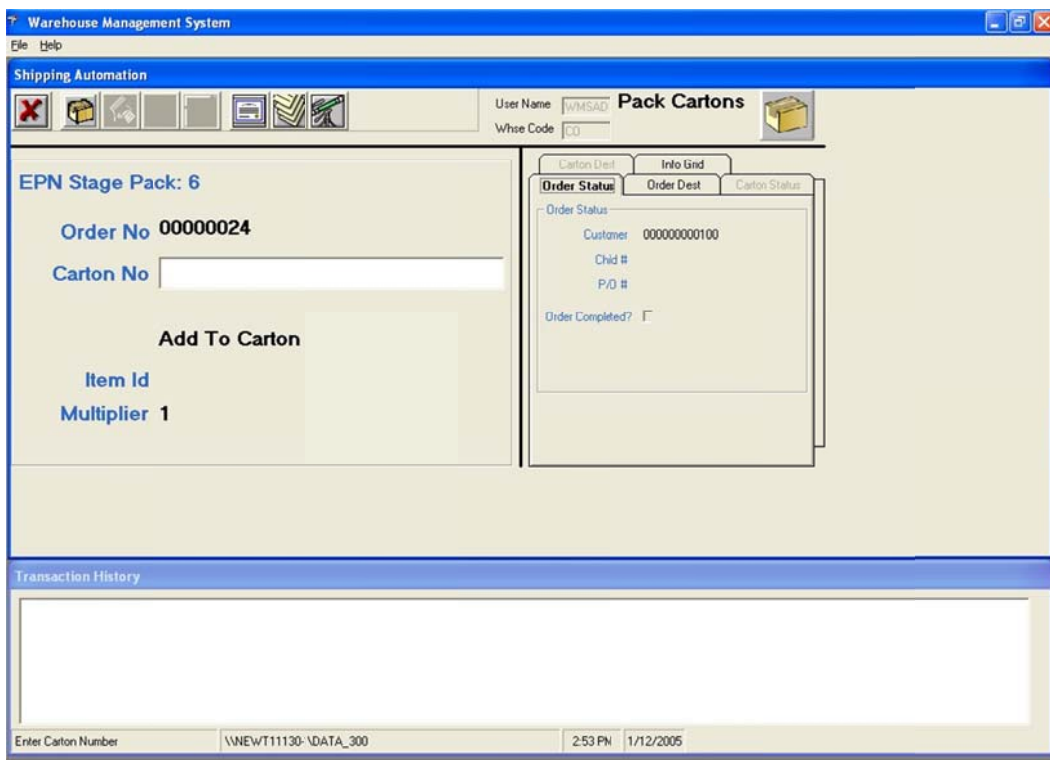 Warehouse Management System
File Help
Shipping Automation
User Name WMSAD Pack Cartons
Whse Code CO
EPN Stage Pack: 6
Order No 00000024
Carton No
Add To Carton
Item Id
Multiplier 1
Carton Dest Info Grid
Order Status Order Dest Carton Status
Order Status
Customer 000000000100
Chid #
P/O #
Order Completed?
Transaction History
Enter Carton Number \\NEWT11130-\DATA_300 2:53 PM 1/12/2005